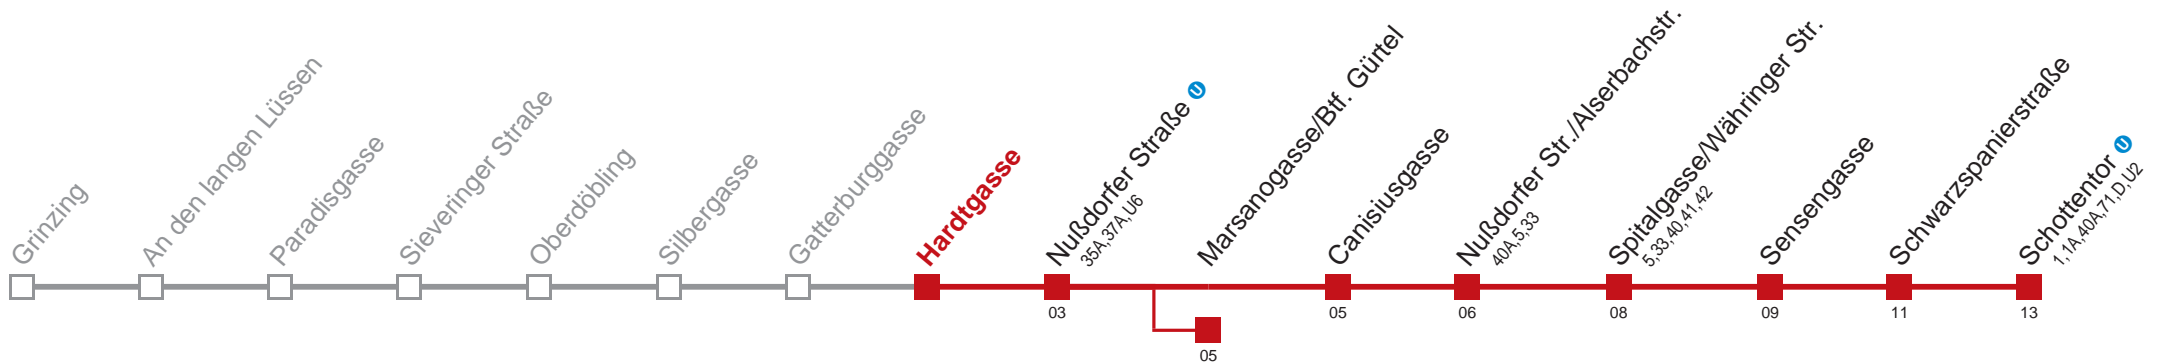 Grinzing
An den langen Lüssen
Paradisgasse
Sieveringer Straße
Oberdöbling
Silbergasse
Gatterburggasse
Hardtgasse
Nußdorfer Straße U
35A,37A,U6
Marsanogasse/Btf. Gürtel
Canisiusgasse
Nußdorfer Str./Alserbachstr.
40A,5,33
Spitalgasse/Währinger Str.
5,33,40,41,42
Sensengasse
Schwarzspanierstraße
Schottentor U
1,1A,40A,71,D,U2
03
05
05
06
08
09
11
13